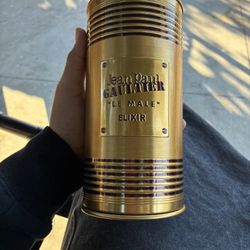 Jean Paul
GAULTIER
"LE MALE"
ELIXIR